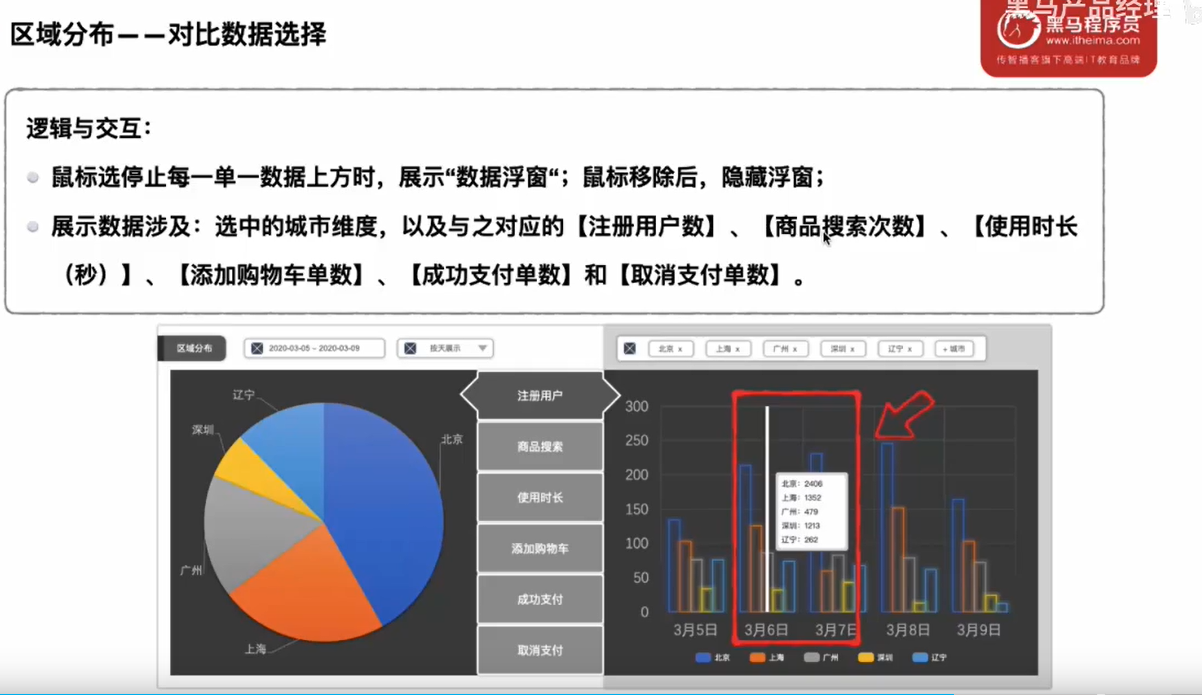 区域分布——对比数据选择
黑马产品经理
黑马程序员
www.itheima.com
传智播客旗下高端IT教育品牌
逻辑与交互：
鼠标选停止每一单一数据上方时，展示“数据浮窗“；鼠标移除后，隐藏浮窗；
展示数据涉及：选中的城市维度，以及与之对应的【注册用户数】、【商品搜索次数】、【使用时长
（秒）】、【添加购物车单数】、【成功支付单数】和【取消支付单数】。
区域分布 2020-03-05 ~ 2020-03-09 按天展示
北京 x 上海 x 广州 x 深圳 x 辽宁 x + 城市
辽宁
深圳
北京
广州
上海
注册用户
商品搜索
使用时长
添加购物车
成功支付
取消支付
300
250
200
150
100
50
0
北京：2406
上海：1352
广州：479
深圳：1213
辽宁：262
3月5日 3月6日 3月7日 3月8日 3月9日
北京 上海 广州 深圳 辽宁